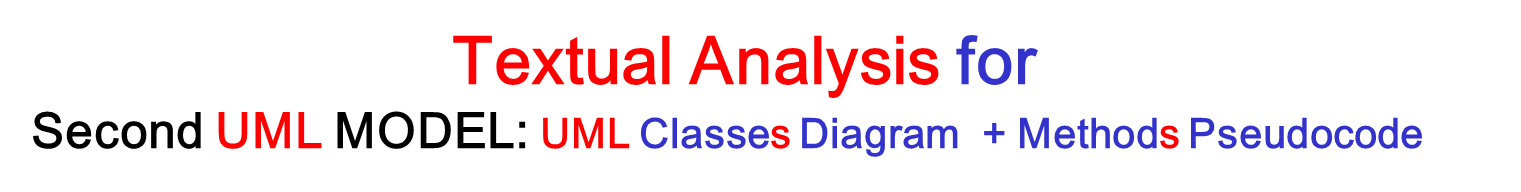 Textual Analysis for
Second UML MODEL: UML Classes Diagram + Methods Pseudocode